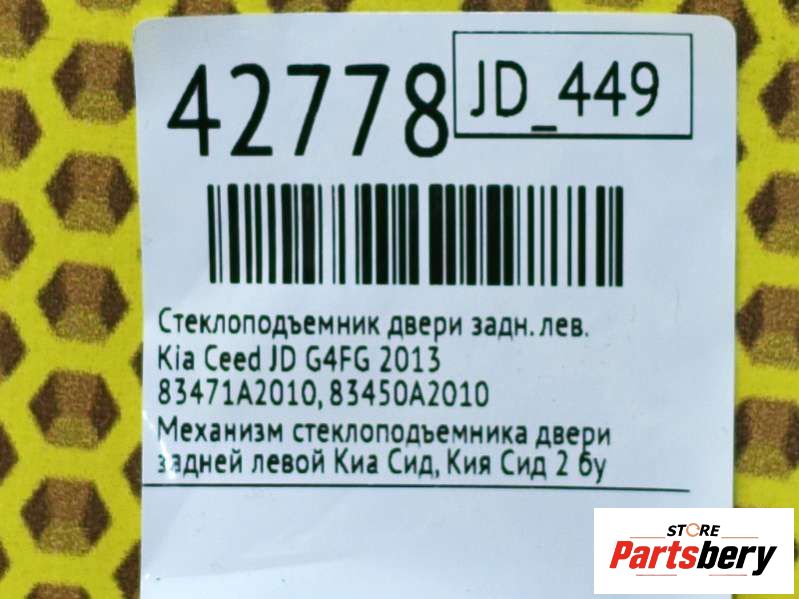 42778
JD_449
Стеклоподъемник двери задн. лев.
Kia Ceed JD G4FG 2013
83471A2010, 83450A2010
Механизм стеклоподъемника двери
задней левой Киа Сид, Кия Сид 2 бу
STORE
Partsbery